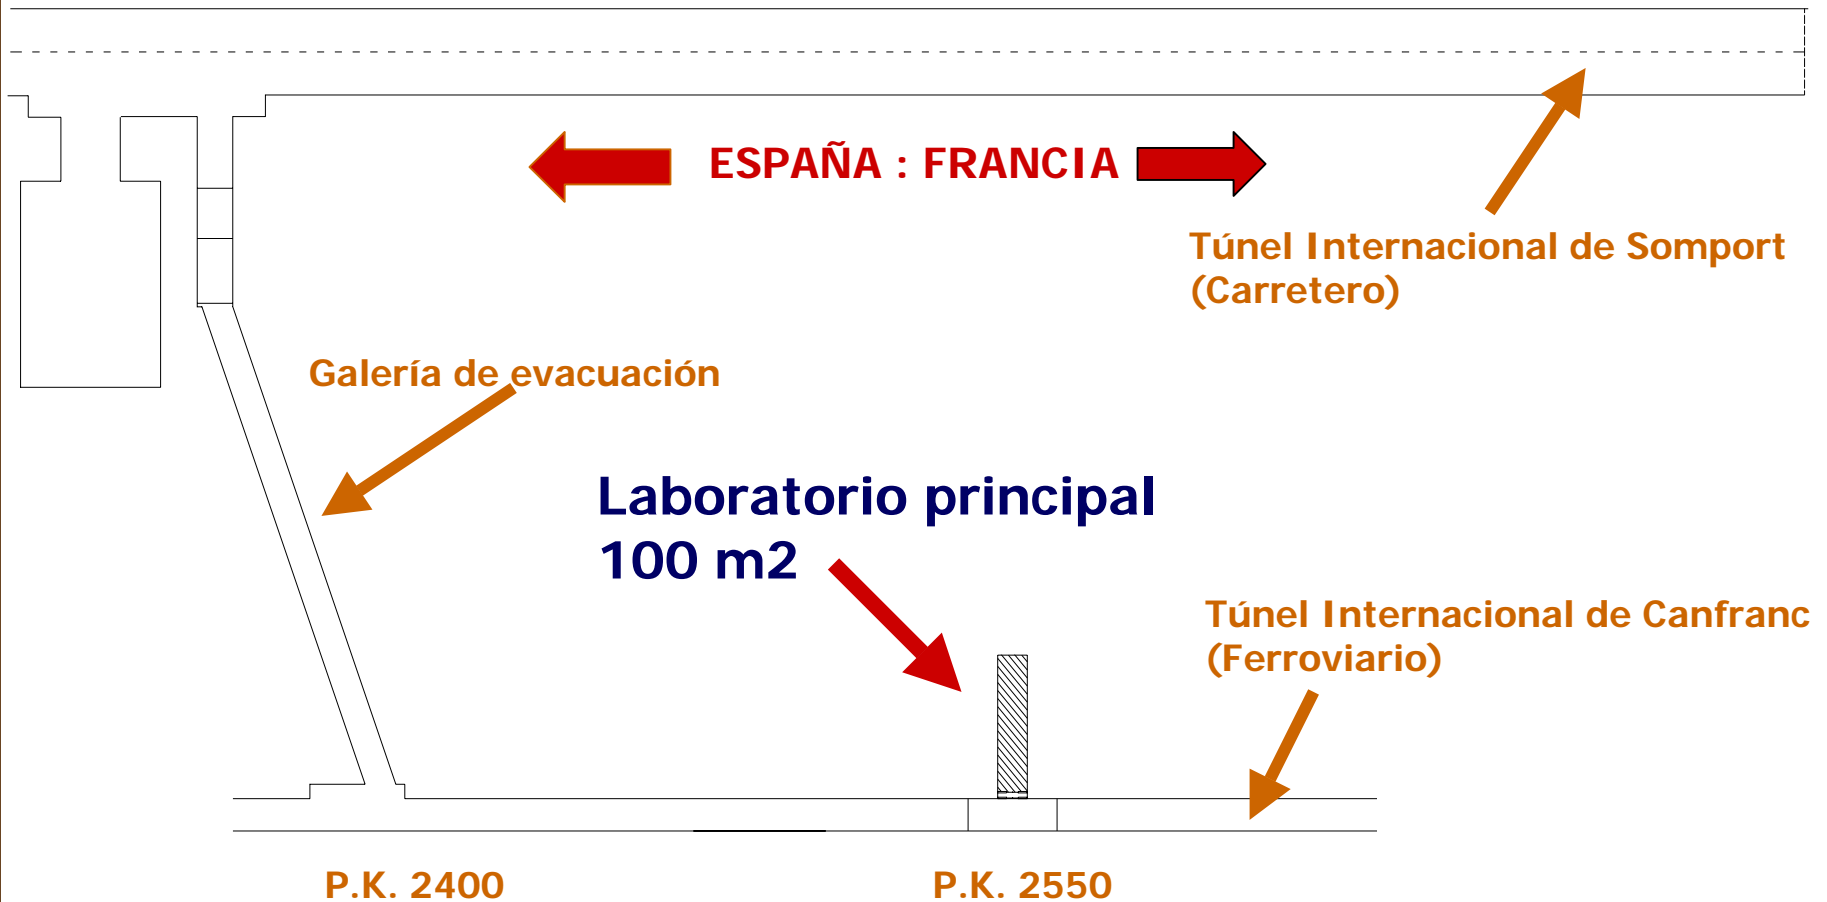 ESPAÑA : FRANCIA
Túnel Internacional de Somport
(Carretero)
Galería de evacuación
Laboratorio principal
100 m2
Túnel Internacional de Canfranc
(Ferroviario)
P.K. 2400
P.K. 2550